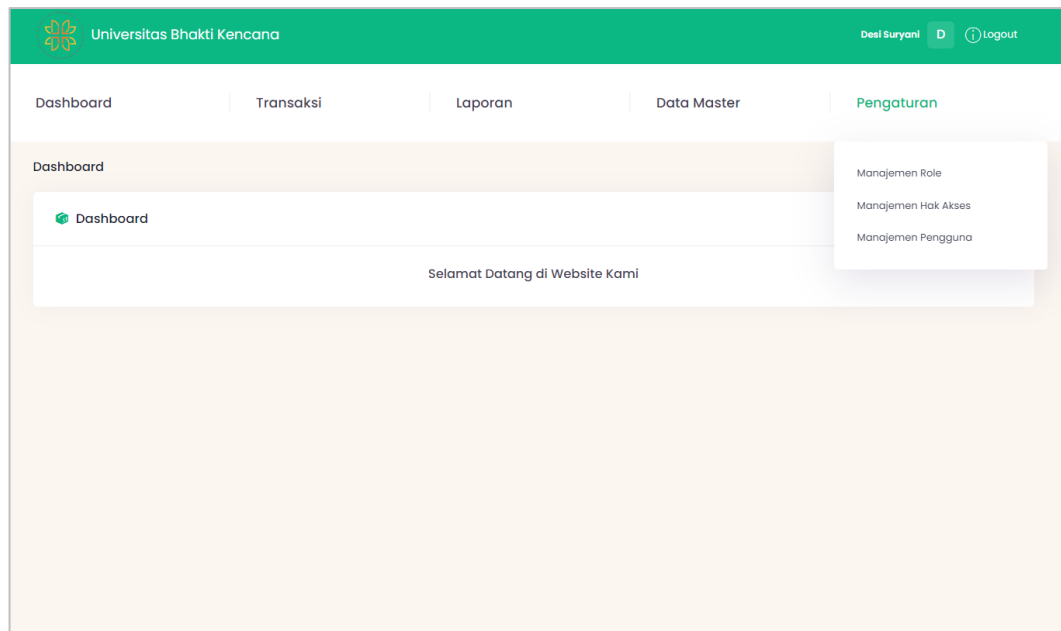 Universitas Bhakti Kencana
Desi Suryani D Logout
Dashboard Transaksi Laporan Data Master Pengaturan
Dashboard
Manajemen Role
Manajemen Hak Akses
Manajemen Pengguna
Dashboard
Selamat Datang di Website Kami